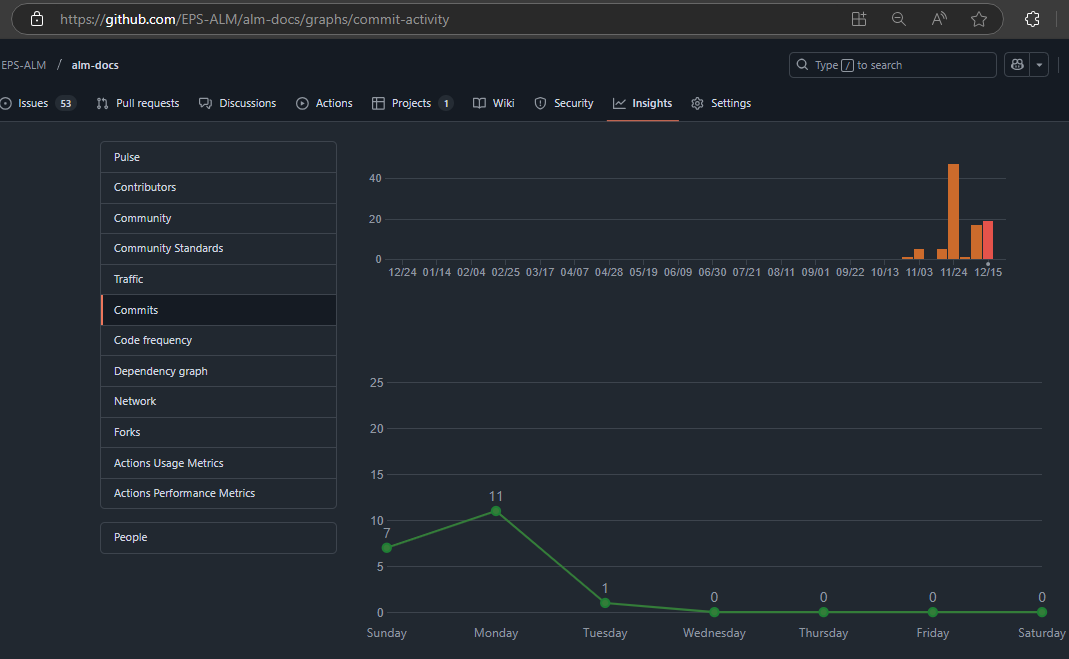 https://github.com/EPS-ALM/alm-docs/graphs/commit-activity
EPS-ALM / alm-docs
Type / to search
Issues 53 Pull requests Discussions Actions Projects 1 Wiki Security Insights Settings
Pulse
Contributors
Community
Community Standards
Traffic
Commits
Code frequency
Dependency graph
Network
Forks
Actions Usage Metrics
Actions Performance Metrics
People
40
20
0
12/24 01/14 02/04 02/25 03/17 04/07 04/28 05/19 06/09 06/30 07/21 08/11 09/01 09/22 10/13 11/03 11/24 12/15
25
20
15
10
5
0
7 11 1 0 0 0 0
Sunday Monday Tuesday Wednesday Thursday Friday Saturday